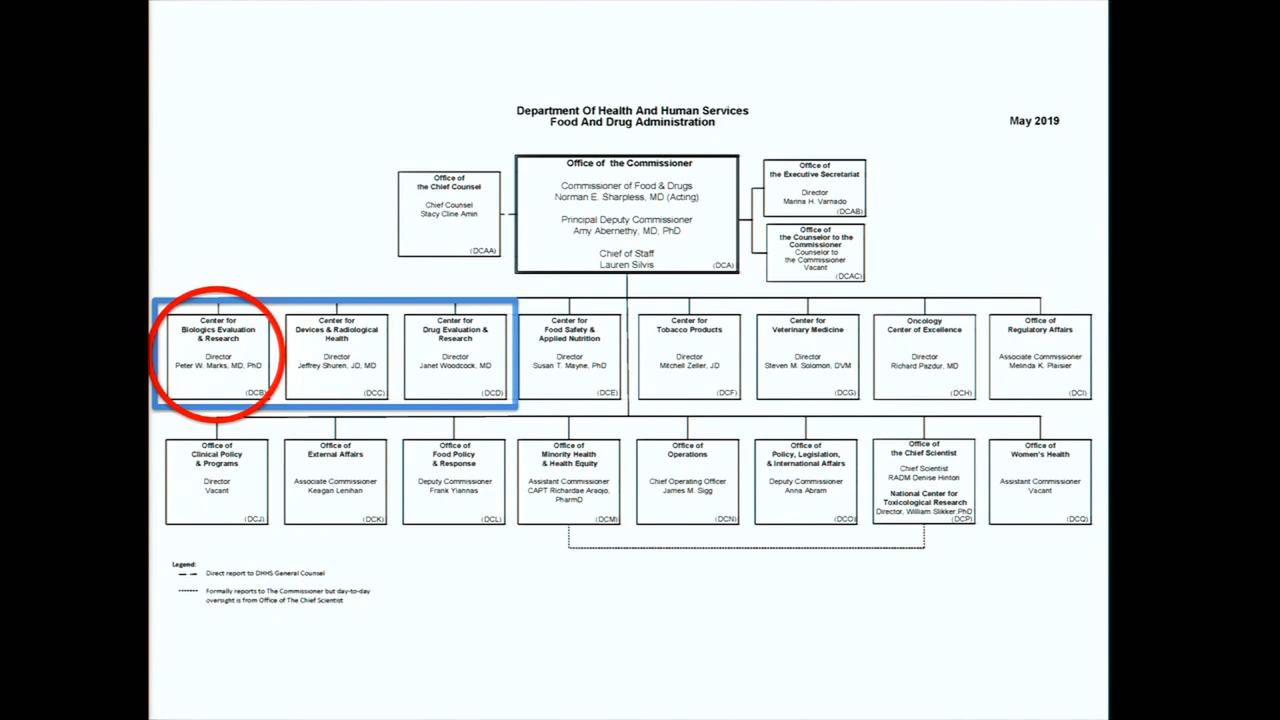 Department Of Health And Human Services
Food And Drug Administration
May 2019
Office of the Commissioner
Commissioner of Food & Drugs
Norman E. Sharpless, MD (Acting)
Principal Deputy Commissioner
Amy Abernethy, MD, PhD
Chief of Staff
Lauren Silvis
(DCA)
Office of
the Chief Counsel
Chief Counsel
Stacy Cline Amin
(DCAA)
Office of
the Executive Secretariat
Director
Marina H. Varnado
(DCAB)
Office of
the Counselor to the
Commissioner
Counselor to
the Commissioner
Vacant
(DCAC)
Center for
Biologics Evaluation
& Research
Director
Peter W. Marks, MD, PhD
(DCB)
Center for
Devices & Radiological
Health
Director
Jeffrey Shuren, JD, MD
(DCC)
Center for
Drug Evaluation &
Research
Director
Janet Woodcock, MD
(DCD)
Center for
Food Safety &
Applied Nutrition
Director
Susan T. Mayne, PhD
(DCE)
Center for
Tobacco Products
Director
Mitchell Zeller, JD
(DCF)
Center for
Veterinary Medicine
Director
Steven M. Solomon, DVM
(DCG)
Oncology
Center of Excellence
Director
Richard Pazdur, MD
(DCH)
Office of
Regulatory Affairs
Associate Commissioner
Melinda K. Plaisier
(DCI)
Office of
Clinical Policy
& Programs
Director
Vacant
(DCJ)
Office of
External Affairs
Associate Commissioner
Keagan Lenihan
(DCK)
Office of
Food Policy
& Response
Deputy Commissioner
Frank Yiannas
(DCL)
Office of
Minority Health
& Health Equity
Assistant Commissioner
CAPT Richardae Araojo,
PharmD
(DCM)
Office of
Operations
Chief Operating Officer
James M. Sigg
(DCN)
Office of
Policy, Legislation,
& International Affairs
Deputy Commissioner
Anna Abram
(DCO)
Office of
the Chief Scientist
Chief Scientist
RADM Denise Hinton
National Center for
Toxicological Research
Director, William Slikker,PhD
(DCP)
Office of
Women's Health
Assistant Commissioner
Vacant
(DCQ)
Legend:
Direct report to DHHS General Counsel
Formally reports to The Commissioner but day-to-day
oversight is from Office of The Chief Scientist